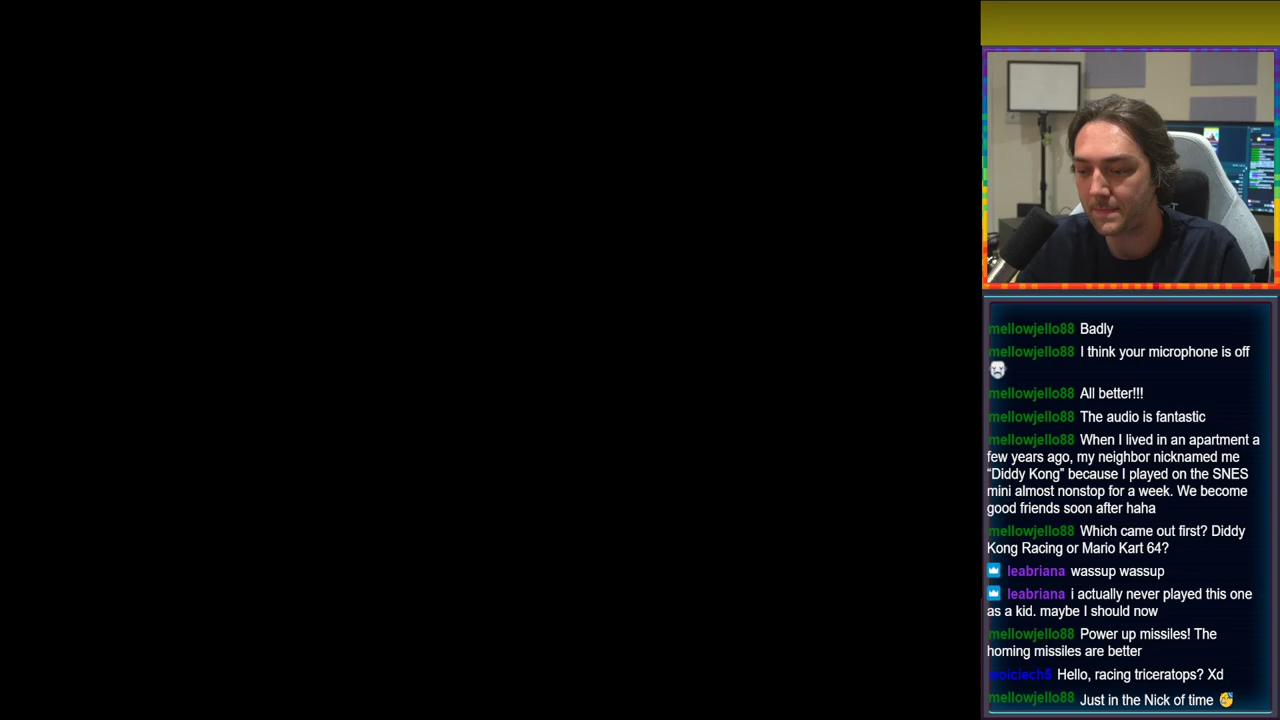 mellowjello88 Badly
mellowjello88 I think your microphone is off
mellowjello88 All better!!!
mellowjello88 The audio is fantastic
mellowjello88 When I lived in an apartment a
few years ago, my neighbor nicknamed me
“Diddy Kong” because I played on the SNES
mini almost nonstop for a week. We become
good friends soon after haha
mellowjello88 Which came out first? Diddy
Kong Racing or Mario Kart 64?
leabriana wassup wassup
leabriana i actually never played this one
as a kid. maybe I should now
mellowjello88 Power up missiles! The
homing missiles are better
Hello, racing triceratops? Xd
mellowjello88 Just in the Nick of time